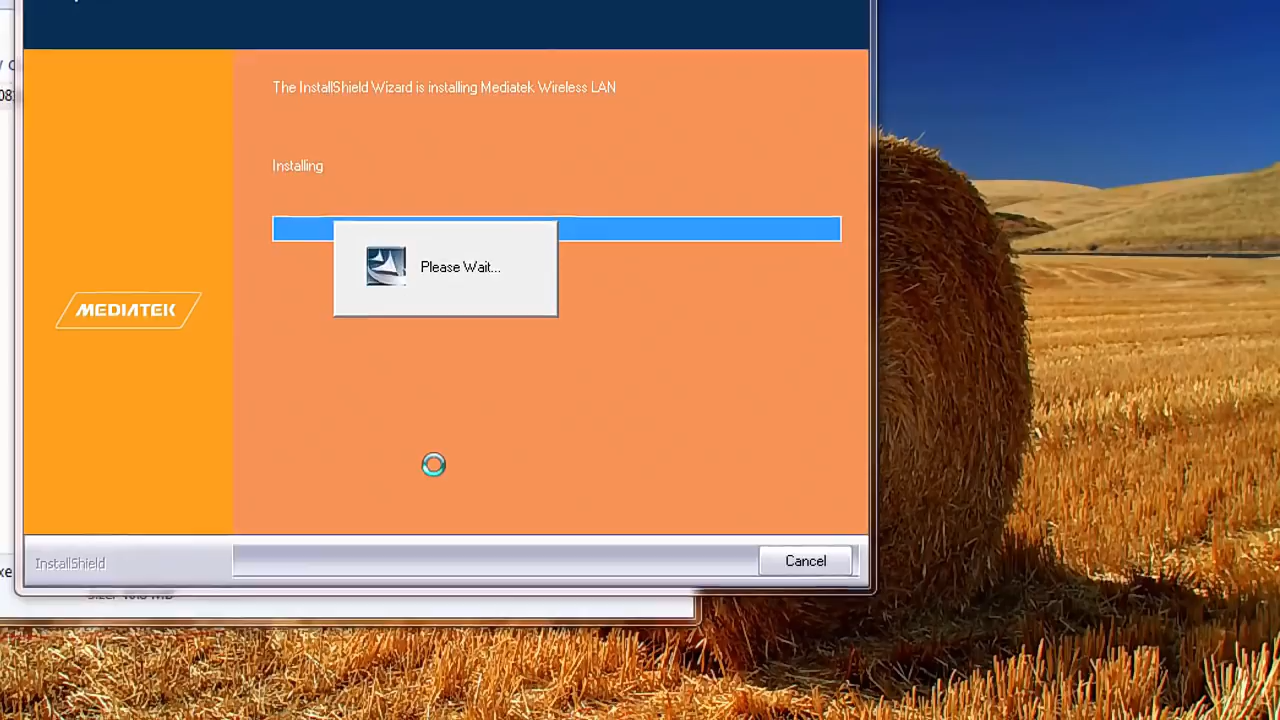 The InstallShield Wizard is installing Mediatek Wireless LAN
Installing
Please Wait...
MEDIATEK
InstallShield
Cancel